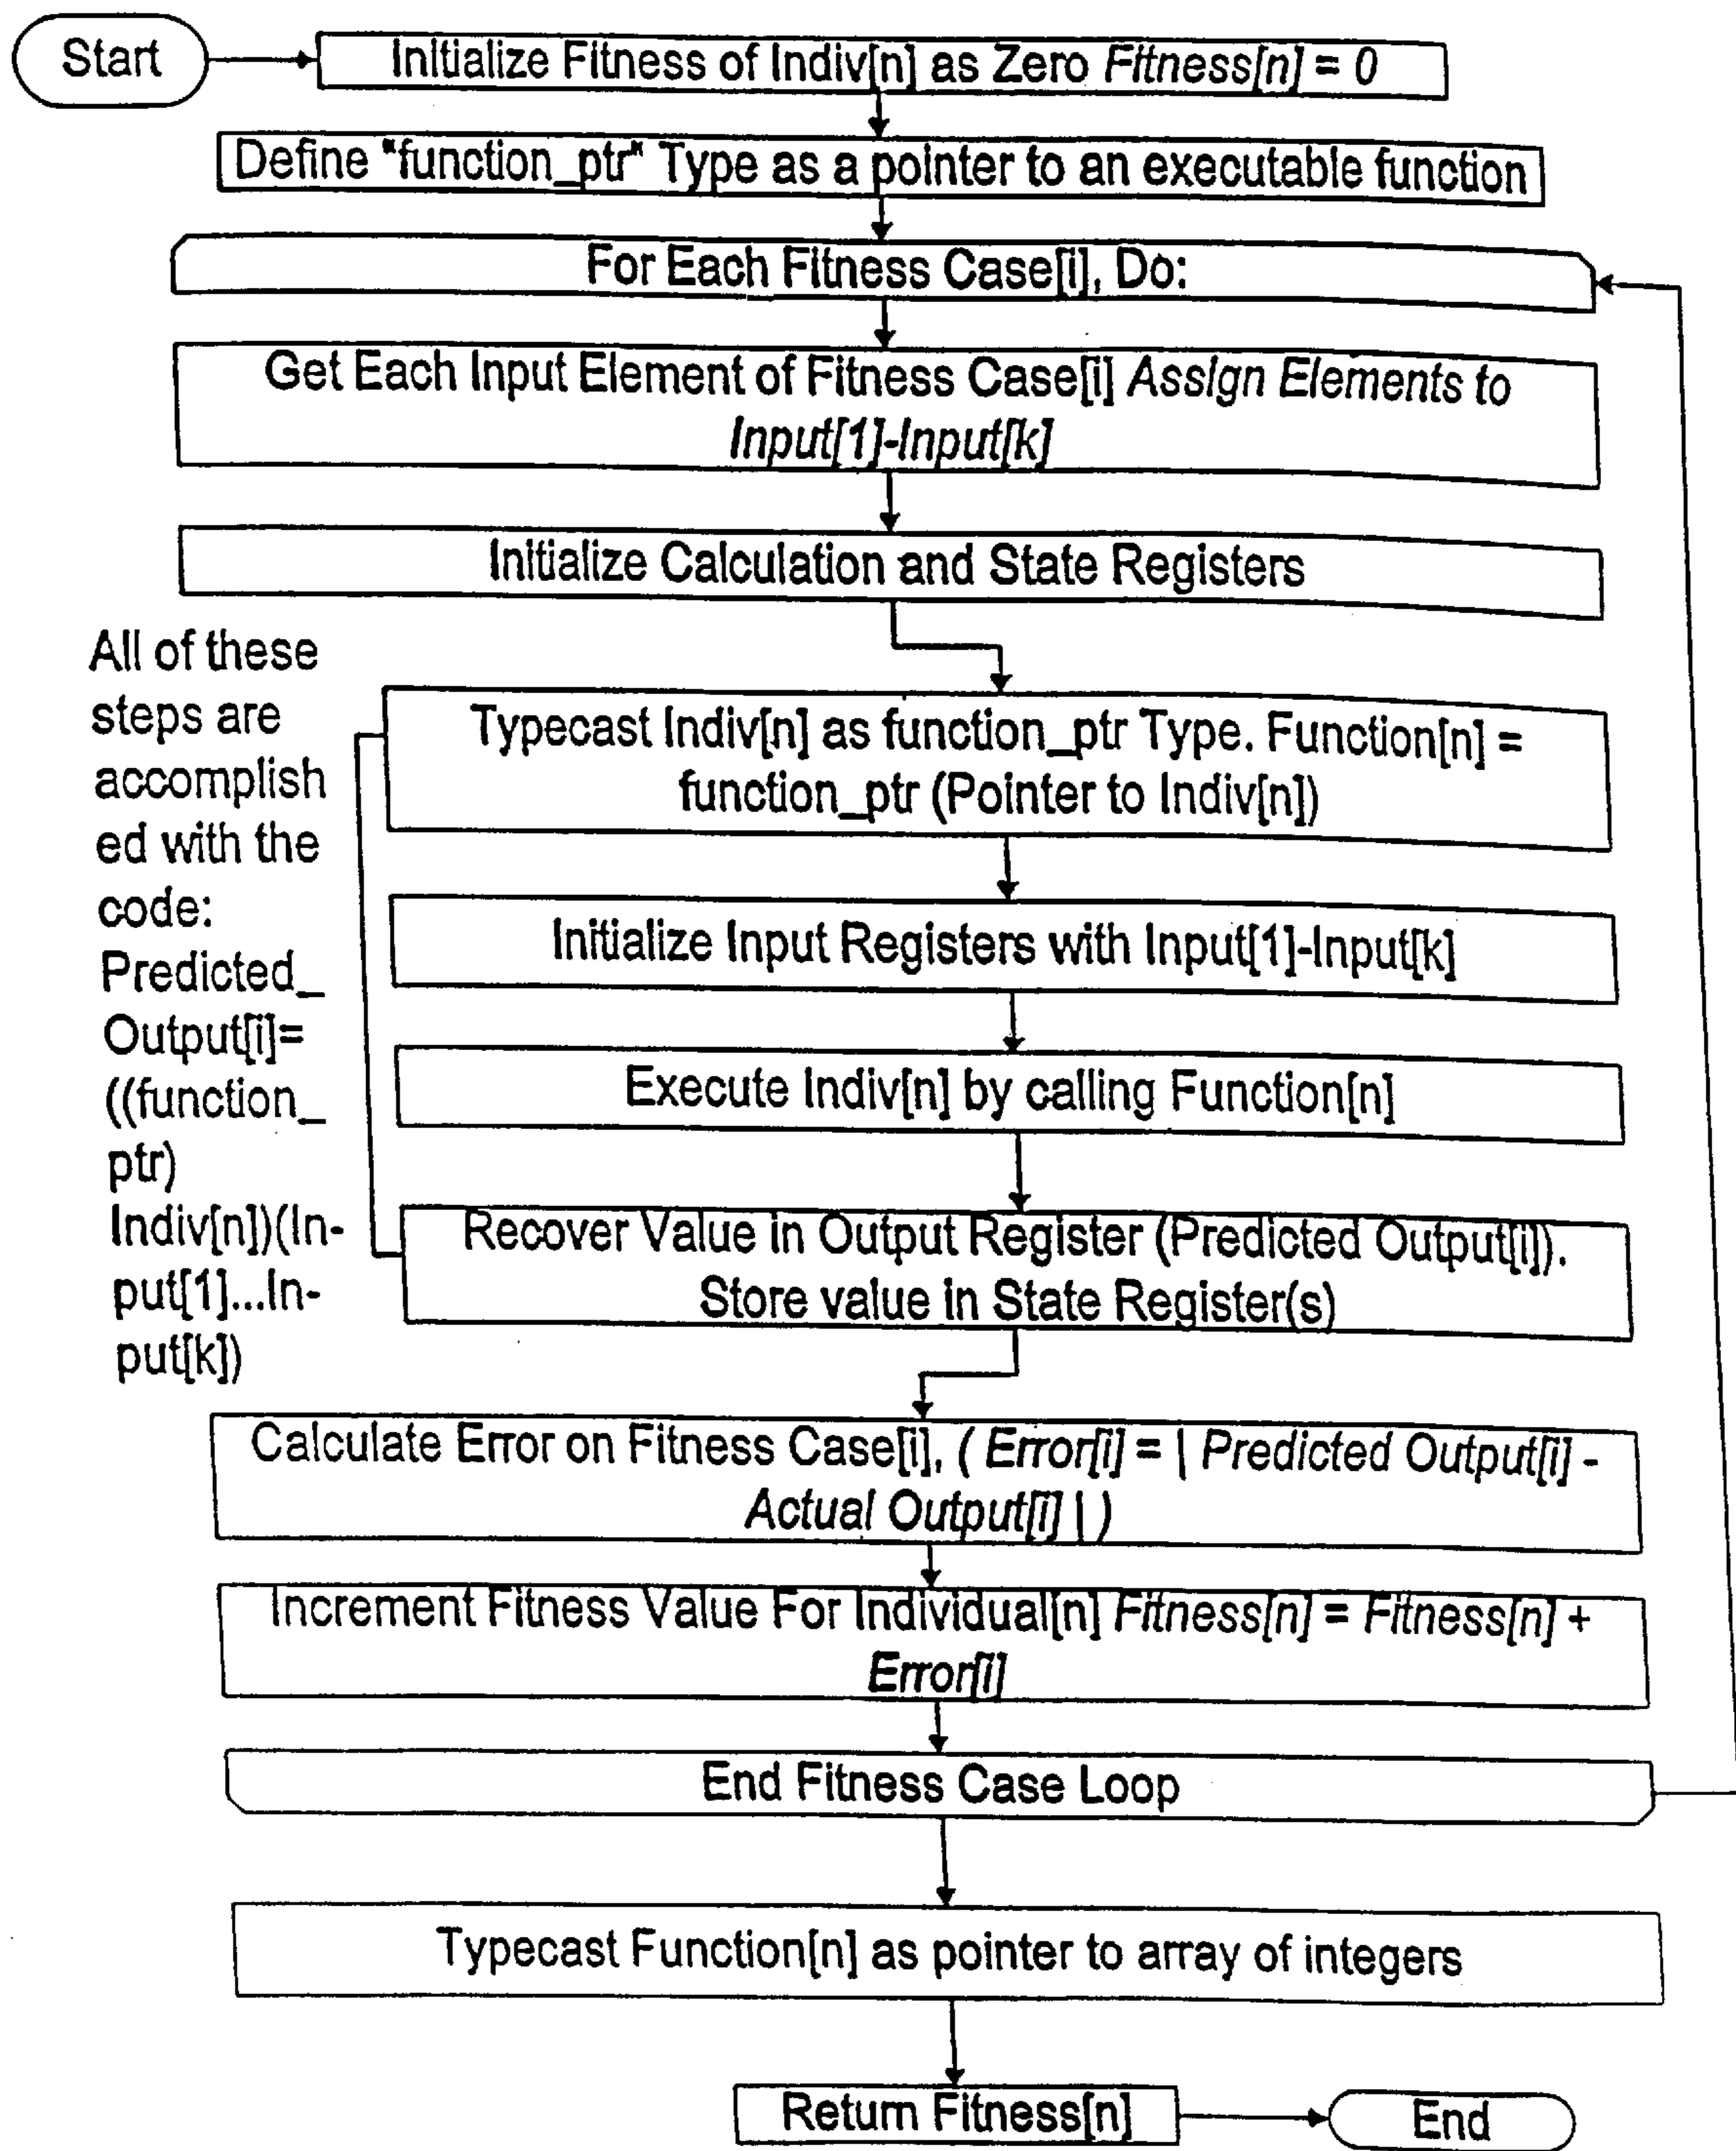 Start
Initialize Fitness of Indiv[n] as Zero Fitness[n] = 0
Define "function_ptr" Type as a pointer to an executable function
For Each Fitness Case[i], Do:
Get Each Input Element of Fitness Case[i] Assign Elements to
Input[1]-Input[k]
Initialize Calculation and State Registers
All of these
steps are
accomplish
ed with the
code:
Predicted_
Output[i]=
((function_
ptr)
Indiv[n])(In-
put[1]...In-
put[k])
Typecast Indiv[n] as function_ptr Type. Function[n] =
function_ptr (Pointer to Indiv[n])
Initialize Input Registers with Input[1]-Input[k]
Execute Indiv[n] by calling Function[n]
Recover Value in Output Register (Predicted Output[i]).
Store value in State Register(s)
Calculate Error on Fitness Case[i], ( Error[i] = | Predicted Output[i] -
Actual Output[i] | )
Increment Fitness Value For Individual[n] Fitness[n] = Fitness[n] +
Error[i]
End Fitness Case Loop
Typecast Function[n] as pointer to array of integers
Return Fitness[n]
End